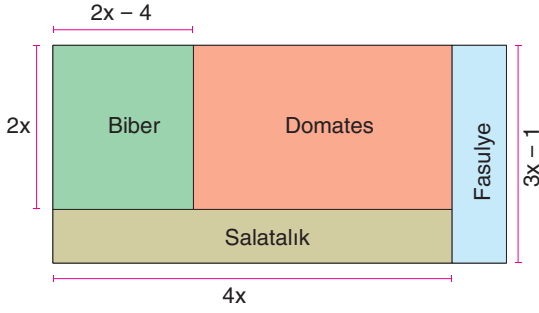 2x – 4
2x
Biber
Domates
Fasulye
3x – 1
Salatalık
4x